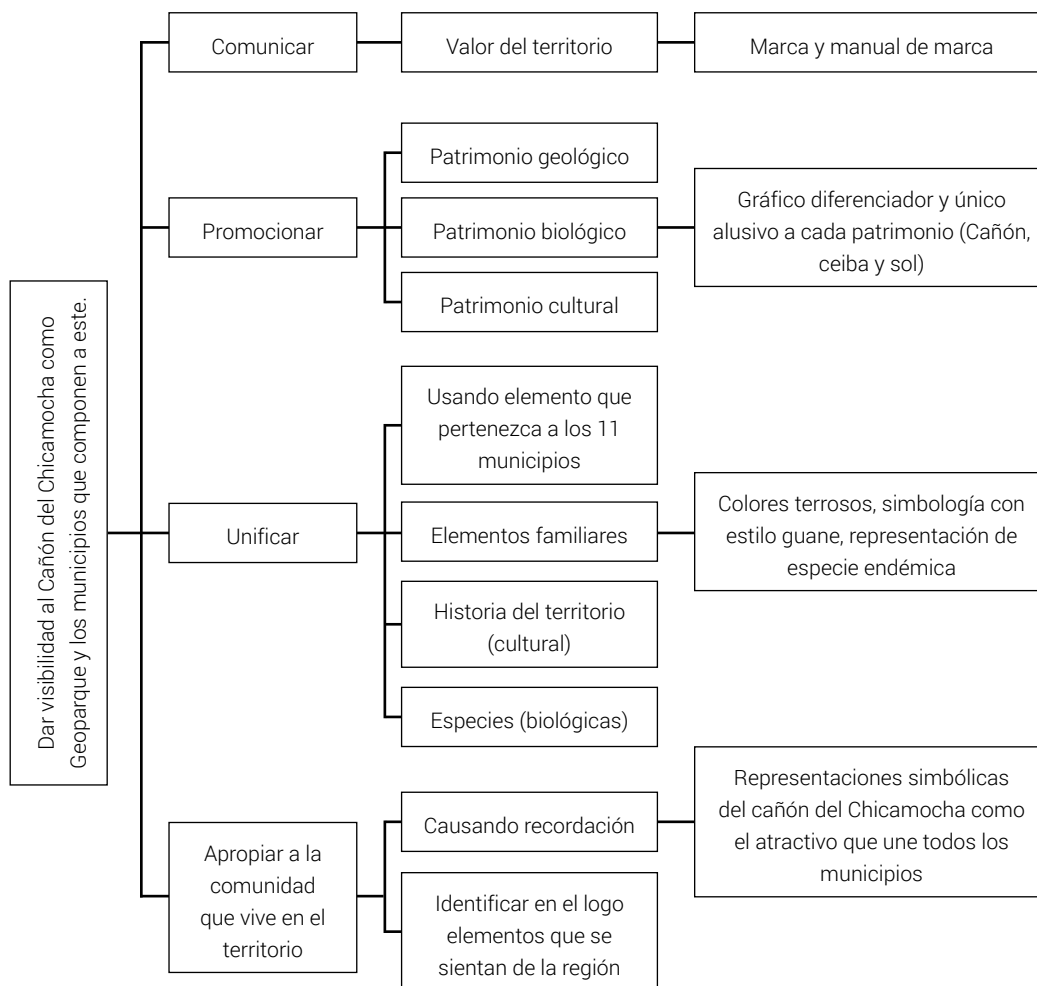 Dar visibilidad al Cañón del Chicamocha como
Geoparque y los municipios que componen a este.
Comunicar
Valor del territorio
Marca y manual de marca
Promocionar
Patrimonio geológico
Patrimonio biológico
Patrimonio cultural
Gráfico diferenciador y único
alusivo a cada patrimonio (Cañón,
ceiba y sol)
Unificar
Usando elemento que
pertenezca a los 11
municipios
Elementos familiares
Historia del territorio
(cultural)
Especies (biológicas)
Colores terrosos, simbología con
estilo guane, representación de
especie endémica
Apropiar a la
comunidad
que vive en el
territorio
Causando recordación
Identificar en el logo
elementos que se
sientan de la región
Representaciones simbólicas
del cañón del Chicamocha como
el atractivo que une todos los
municipios